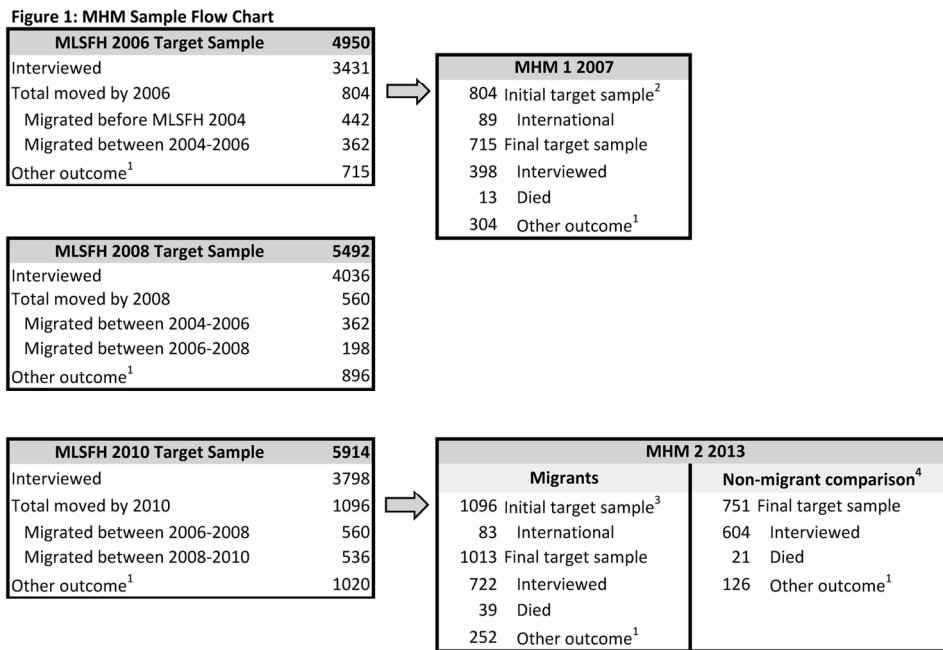 Figure 1: MHM Sample Flow Chart
MLSFH 2006 Target Sample 4950
Interviewed 3431
Total moved by 2006 804
Migrated before MLSFH 2004 442
Migrated between 2004-2006 362
Other outcome1 715
MHM 1 2007
804 Initial target sample2
89 International
715 Final target sample
398 Interviewed
13 Died
304 Other outcome1
MLSFH 2008 Target Sample 5492
Interviewed 4036
Total moved by 2008 560
Migrated between 2004-2006 362
Migrated between 2006-2008 198
Other outcome1 896
MLSFH 2010 Target Sample 5914
Interviewed 3798
Total moved by 2010 1096
Migrated between 2006-2008 560
Migrated between 2008-2010 536
Other outcome1 1020
MHM 2 2013
Migrants
1096 Initial target sample3
83 International
1013 Final target sample
722 Interviewed
39 Died
252 Other outcome1
Non-migrant comparison4
751 Final target sample
604 Interviewed
21 Died
126 Other outcome1